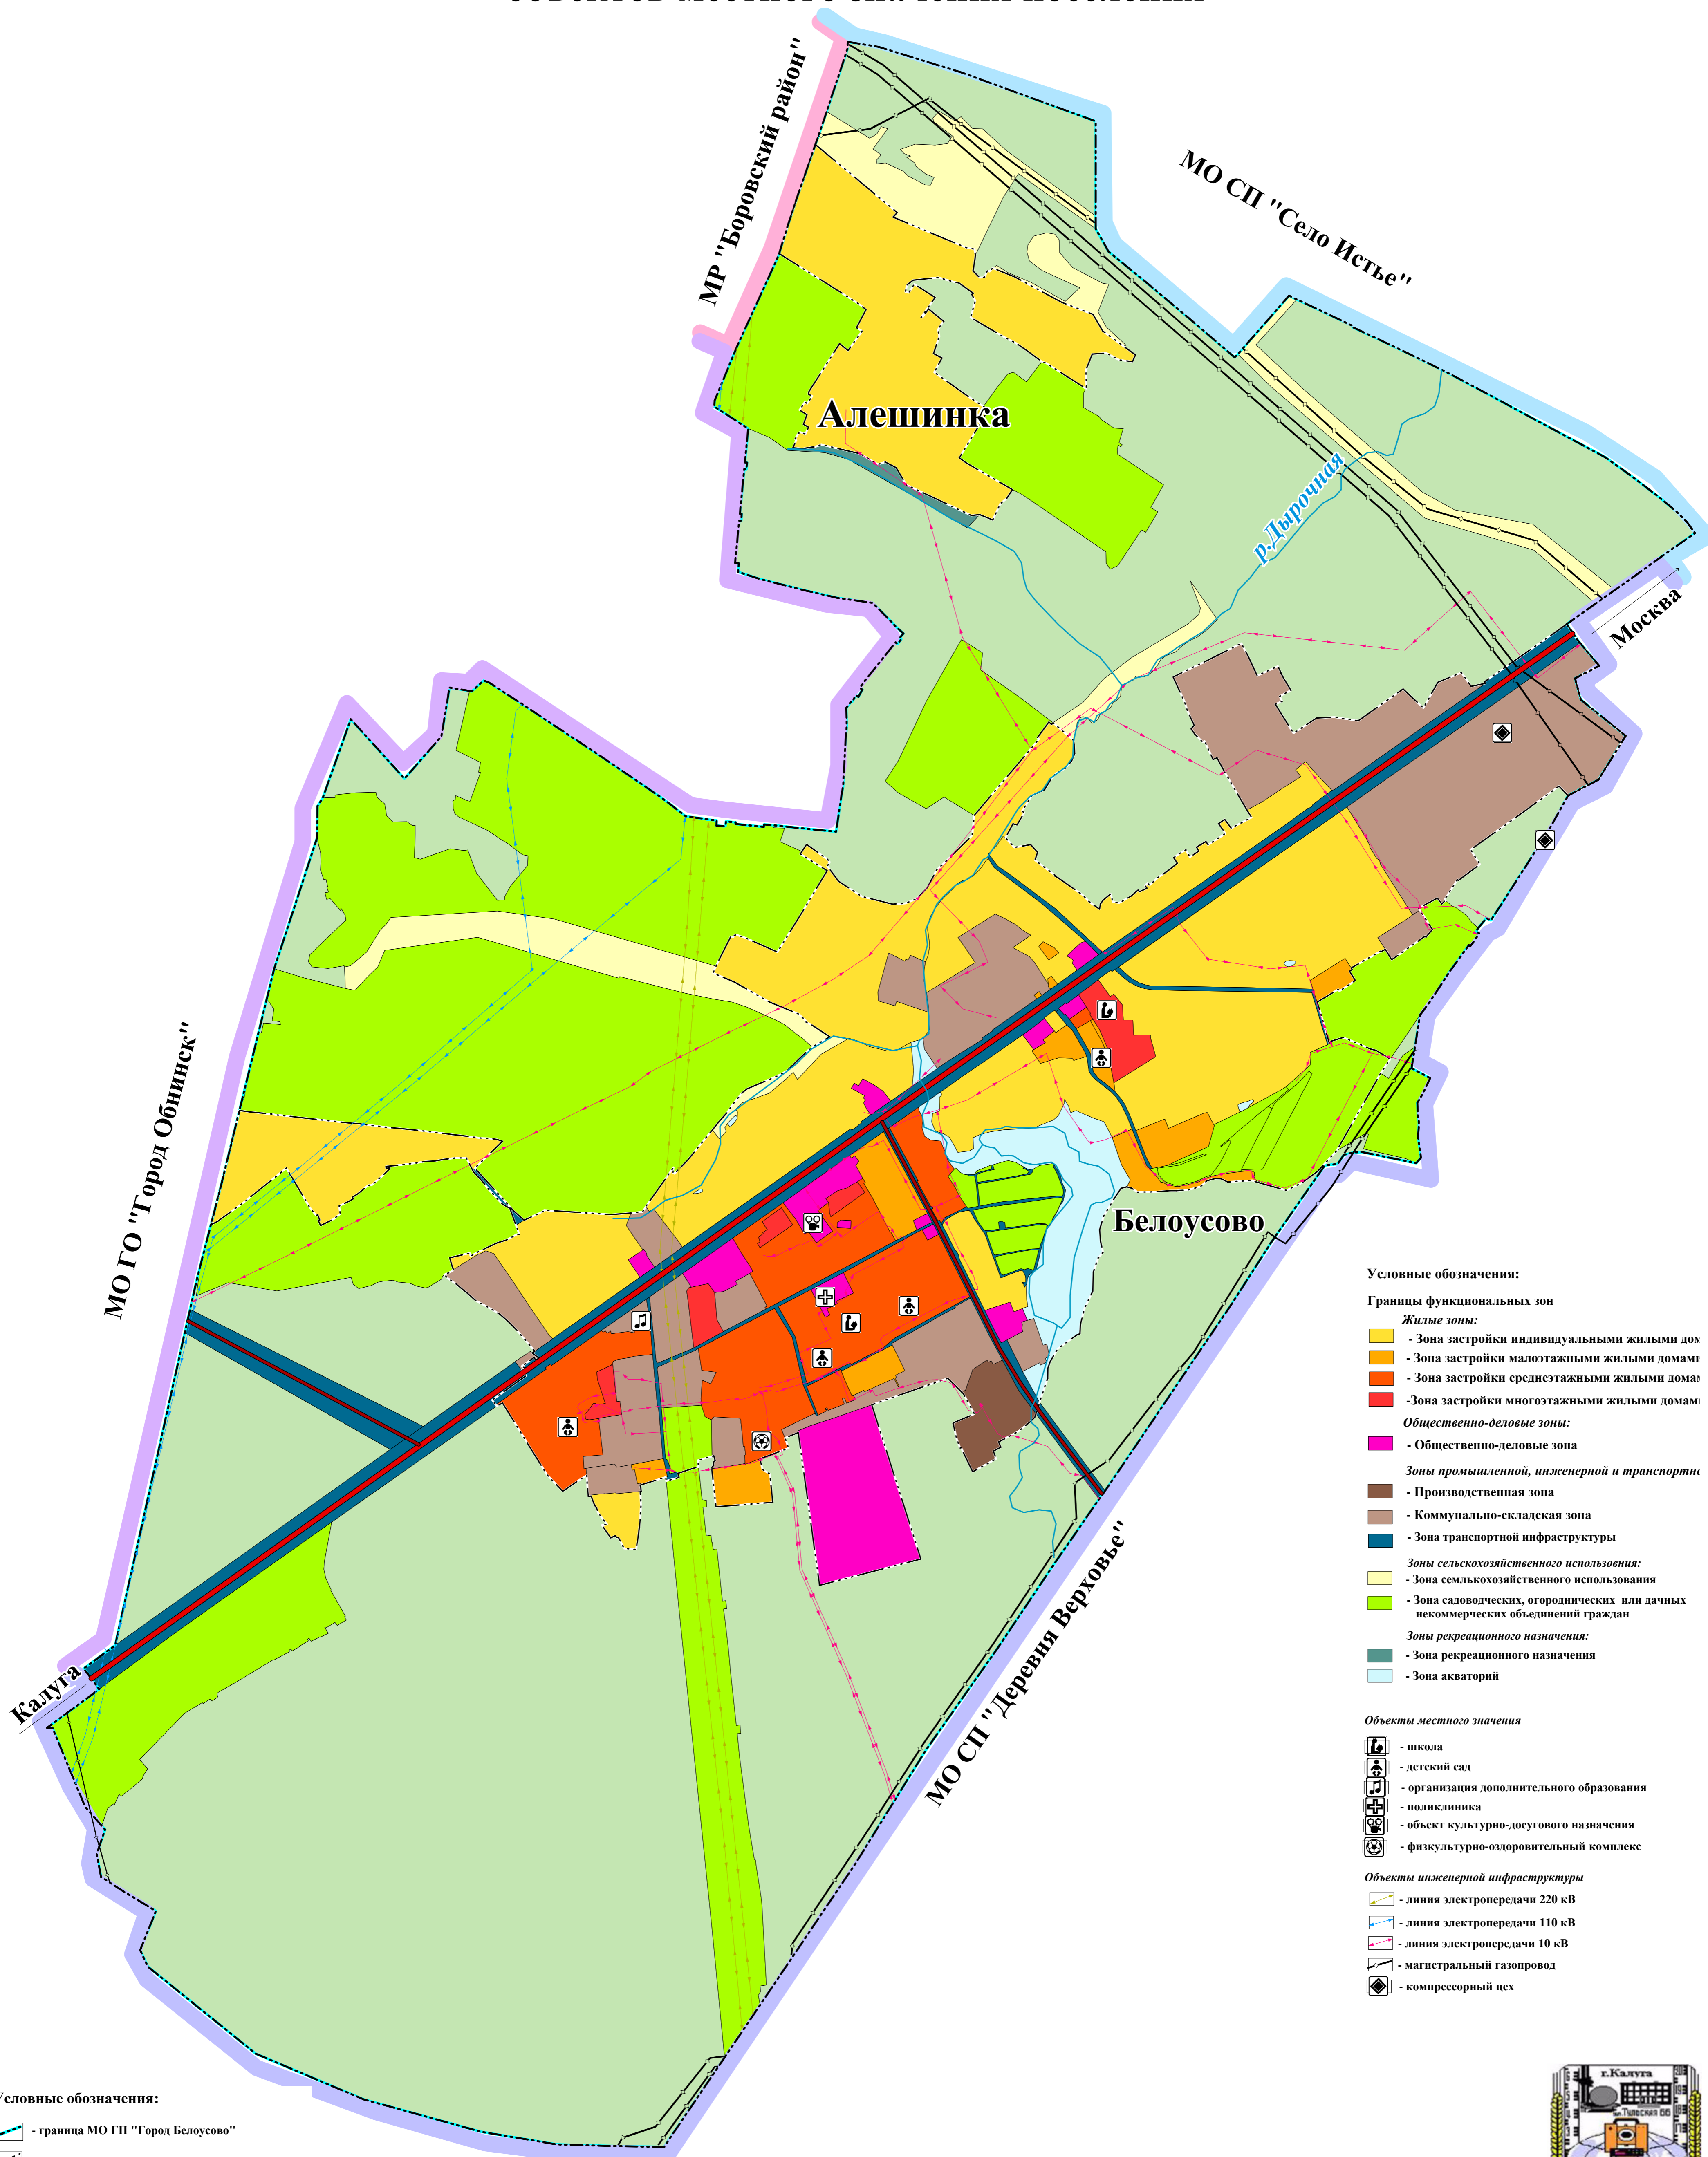 МР "Боровский район"
МО СП "Село Истье"
Алешинка
р.Дырочная
Москва
МО ГО "Город Обнинск"
Белоусово
Калуга
МО СП "Деревня Верховье"
Условные обозначения:
Границы функциональных зон
Жилые зоны:
- Зона застройки индивидуальными жилыми дом
- Зона застройки малоэтажными жилыми домами
- Зона застройки среднеэтажными жилыми дома
-Зона застройки многоэтажными жилыми домам
Общественно-деловые зоны:
- Общественно-деловые зона
Зоны промышленной, инженерной и транспортн
- Производственная зона
- Коммунально-складская зона
- Зона транспортной инфраструктуры
Зоны сельскохозяйственного использовния:
- Зона семлькохозяйственного использования
- Зона садоводческих, огороднических или дачных
некоммерческих объединений граждан
Зоны рекреационного назначения:
- Зона рекреационного назначения
- Зона акваторий
Объекты местного значения
- школа
- детский сад
- организация дополнительного образования
- поликлиника
- объект культурно-досугового назначения
- физкультурно-оздоровительный комплекс
Объекты инженерной инфраструктуры
- линия электропередачи 220 кВ
- линия электропередачи 110 кВ
- линия электропередачи 10 кВ
- магистральный газопровод
- компрессорный цех
Условные обозначения:
- граница МО ГП "Город Белоусово"
г.Калуга